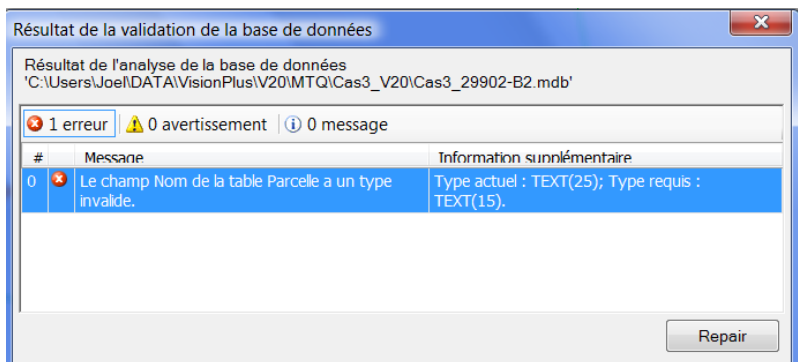 Résultat de la validation de la base de données
Résultat de l'analyse de la base de données
'C:\Users\Joel\DATA\VisionPlus\V20\MTQ\Cas3_V20\Cas3_29902-B2.mdb'
1 erreur 0 avertissement 0 message
# Message Information supplémentaire
0 Le champ Nom de la table Parcelle a un type Type actuel : TEXT(25); Type requis :
invalide. TEXT(15).
Repair